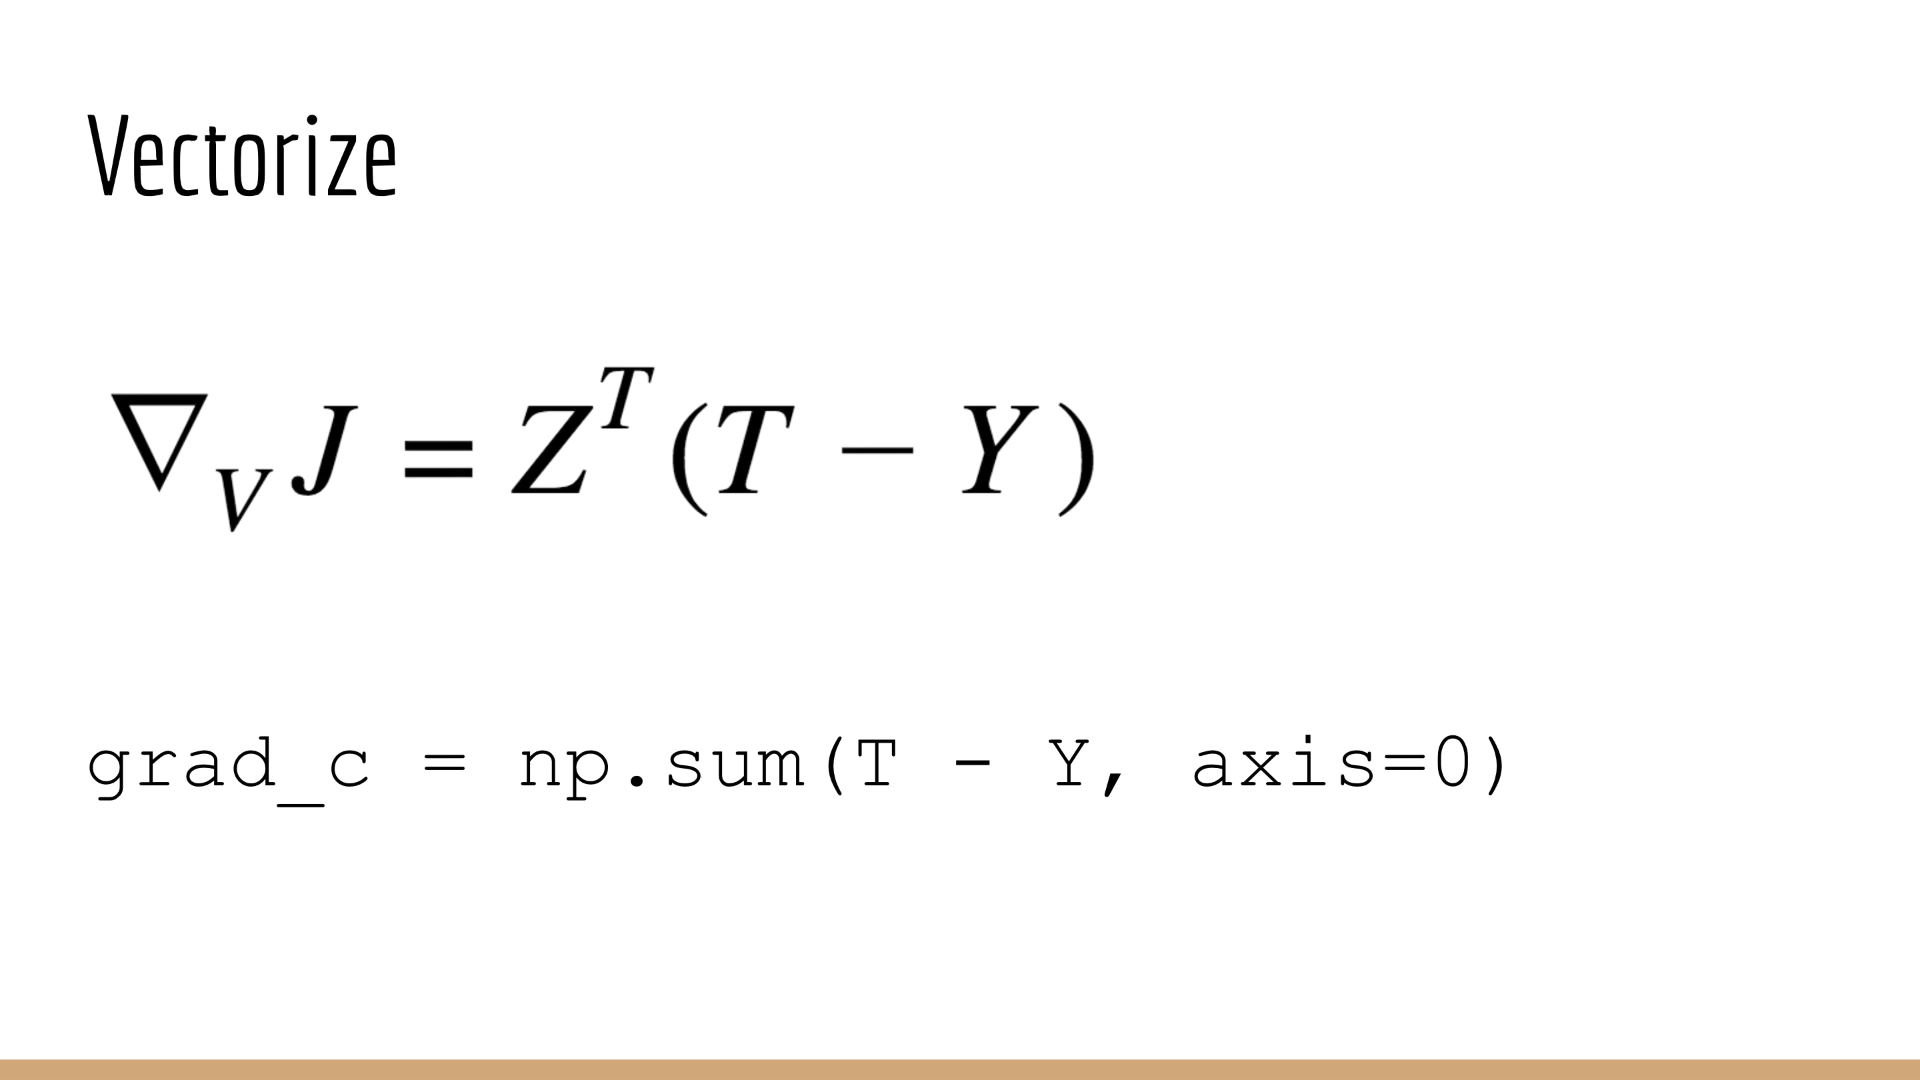 Vectorize
∇_V J = Z^T (T − Y)
grad_c = np.sum(T - Y, axis=0)